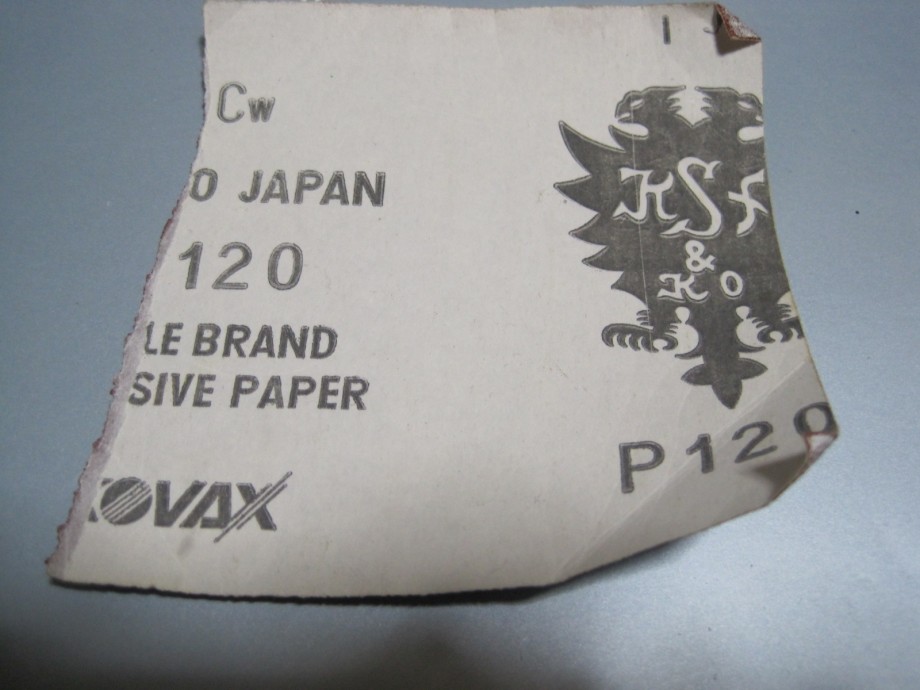 Cw
O JAPAN
120
LE BRAND
SIVE PAPER
KOVAX
KSK
&
KO
P120